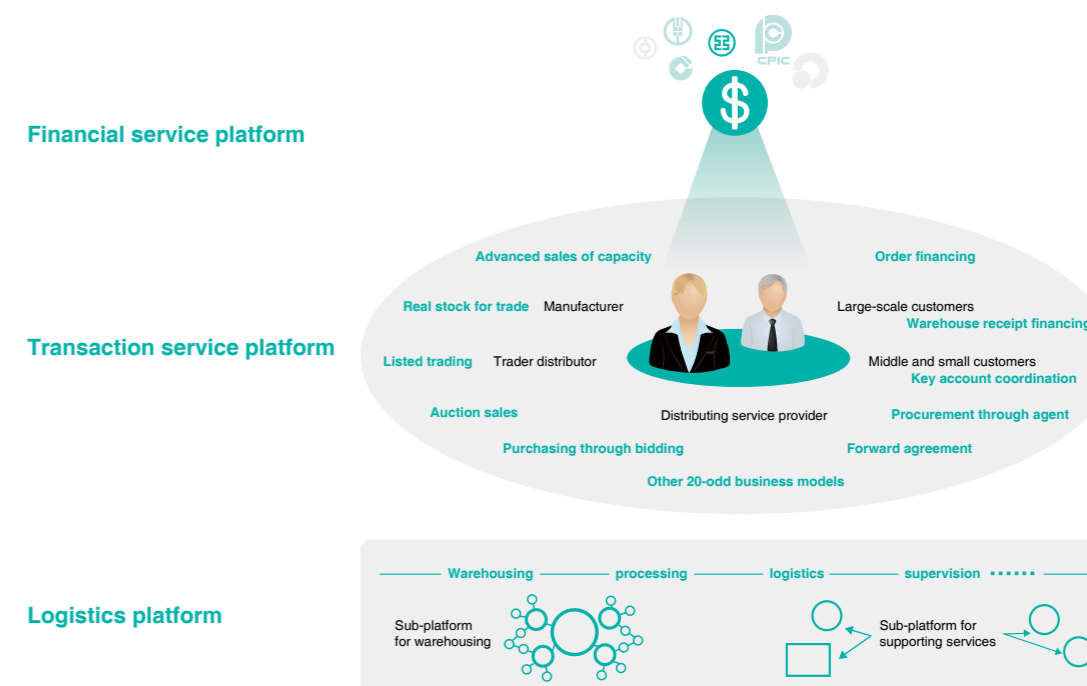 CPIC
$
Financial service platform
Advanced sales of capacity
Order financing
Real stock for trade
Manufacturer
Large-scale customers
Warehouse receipt financing
Transaction service platform
Listed trading
Trader distributor
Middle and small customers
Key account coordination
Auction sales
Distributing service provider
Procurement through agent
Purchasing through bidding
Forward agreement
Other 20-odd business models
Warehousing
processing
logistics
supervision ······
Logistics platform
Sub-platform
for warehousing
Sub-platform for
supporting services